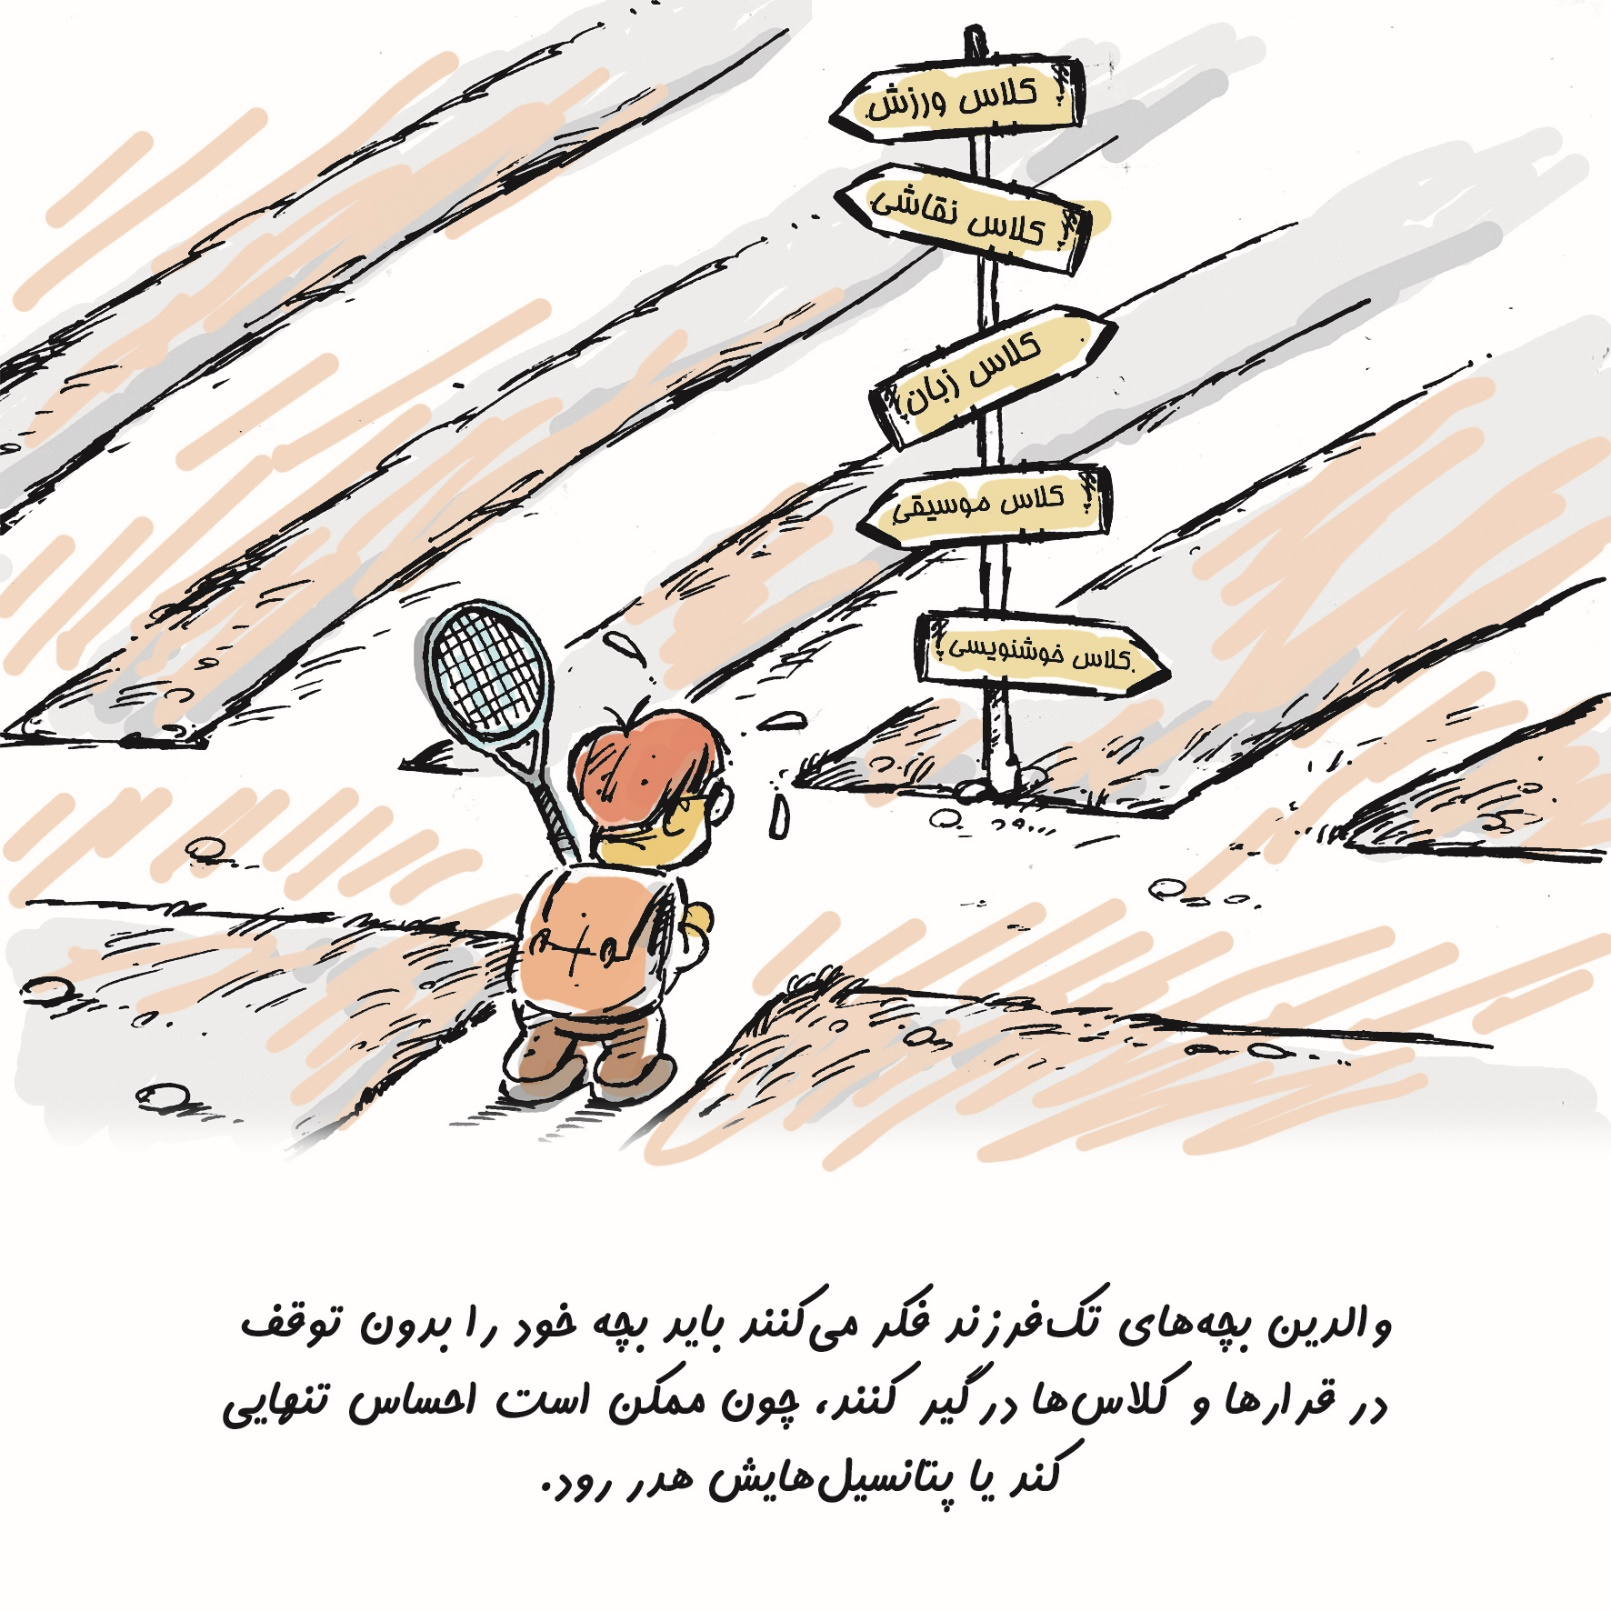 کلاس ورزش
کلاس نقاشی
کلاس زبان
کلاس موسیقی
کلاس خوشنویسی
والدین بچه‌های تک‌فرزند فکر می‌کنند باید بچه خود را بدون توقف
در قرارها و کلاس‌ها درگیر کنند، چون ممکن است احساس تنهایی
کند یا پتانسیل‌هایش هدر رود.